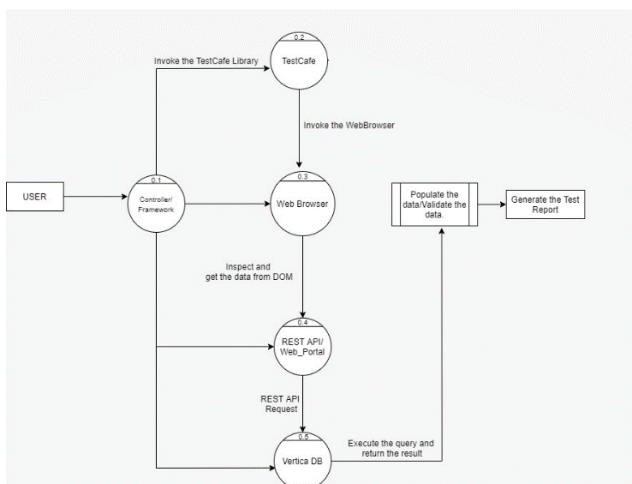 0.2
TestCafe
Invoke the TestCafe Library
Invoke the WebBrowser
USER
0.1
Controller/
Framework
0.3
Web Browser
Populate the
data/Validate the
data.
Generate the Test
Report
Inspect and
get the data from DOM
0.4
REST API/
Web_Portal
REST API
Request
0.5
Vertica DB
Execute the query and
return the result